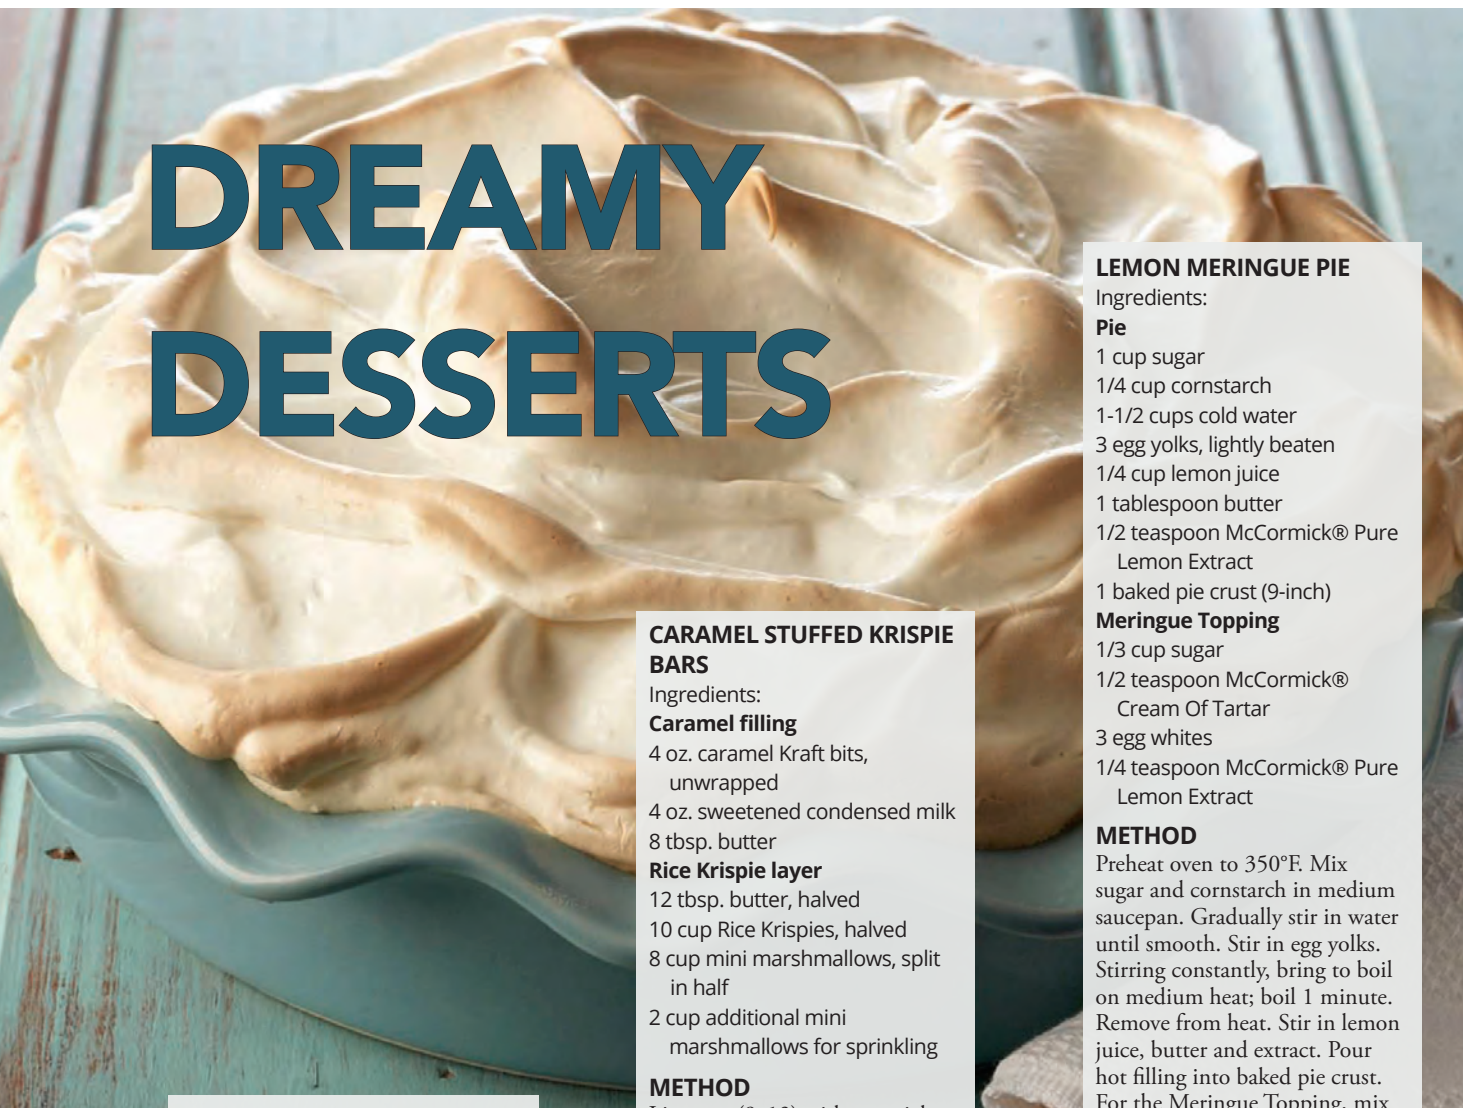 DREAMY
DESSERTS
CARAMEL STUFFED KRISPIE
BARS
Ingredients:
Caramel filling
4 oz. caramel Kraft bits,
unwrapped
4 oz. sweetened condensed milk
8 tbsp. butter
Rice Krispie layer
12 tbsp. butter, halved
10 cup Rice Krispies, halved
8 cup mini marshmallows, split
in half
2 cup additional mini
marshmallows for sprinkling
METHOD
LEMON MERINGUE PIE
Ingredients:
Pie
1 cup sugar
1/4 cup cornstarch
1-1/2 cups cold water
3 egg yolks, lightly beaten
1/4 cup lemon juice
1 tablespoon butter
1/2 teaspoon McCormick® Pure
Lemon Extract
1 baked pie crust (9-inch)
Meringue Topping
1/3 cup sugar
1/2 teaspoon McCormick®
Cream Of Tartar
3 egg whites
1/4 teaspoon McCormick® Pure
Lemon Extract
METHOD
Preheat oven to 350°F. Mix
sugar and cornstarch in medium
saucepan. Gradually stir in water
until smooth. Stir in egg yolks.
Stirring constantly, bring to boil
on medium heat; boil 1 minute.
Remove from heat. Stir in lemon
juice, butter and extract. Pour
hot filling into baked pie crust.
For the Meringue Topping, mix